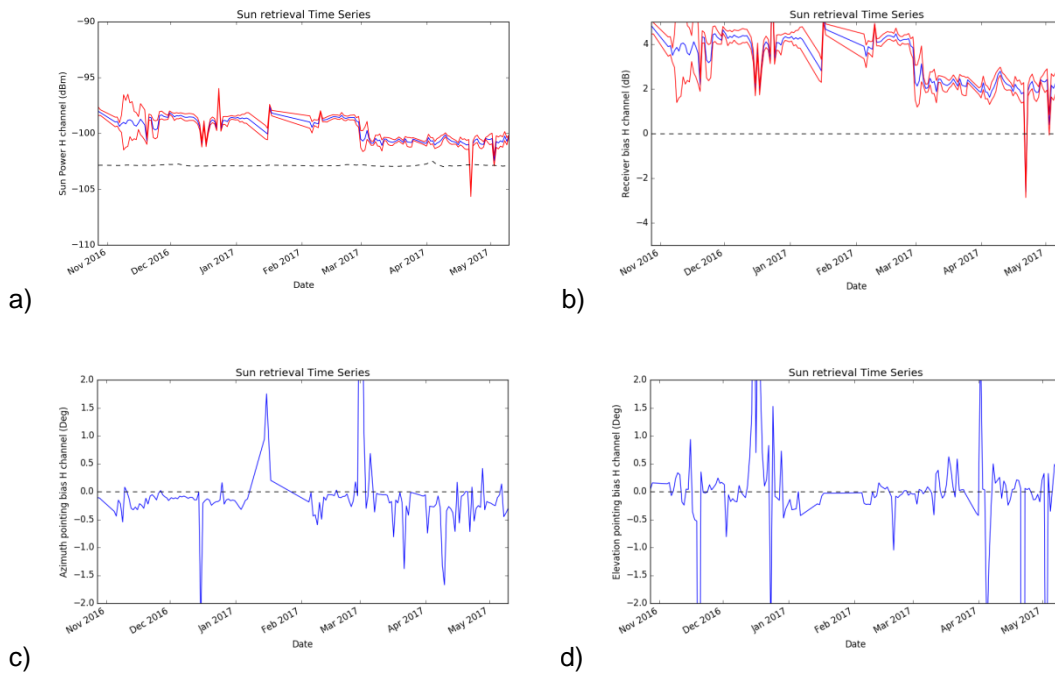 Sun retrieval Time Series
−90
−95
−100
−105
−110
Sun Power H channel (dBm)
Nov 2016
Dec 2016
Jan 2017
Feb 2017
Mar 2017
Apr 2017
May 2017
Date
a)
Sun retrieval Time Series
4
2
0
−2
−4
Receiver bias H channel (dB)
Nov 2016
Dec 2016
Jan 2017
Feb 2017
Mar 2017
Apr 2017
May 2017
Date
b)
Sun retrieval Time Series
2.0
1.5
1.0
0.5
0.0
−0.5
−1.0
−1.5
−2.0
Azimuth pointing bias H channel (Deg)
Nov 2016
Dec 2016
Jan 2017
Feb 2017
Mar 2017
Apr 2017
May 2017
Date
c)
Sun retrieval Time Series
2.0
1.5
1.0
0.5
0.0
−0.5
−1.0
−1.5
−2.0
Elevation pointing bias H channel (Deg)
Nov 2016
Dec 2016
Jan 2017
Feb 2017
Mar 2017
Apr 2017
May 2017
Date
d)